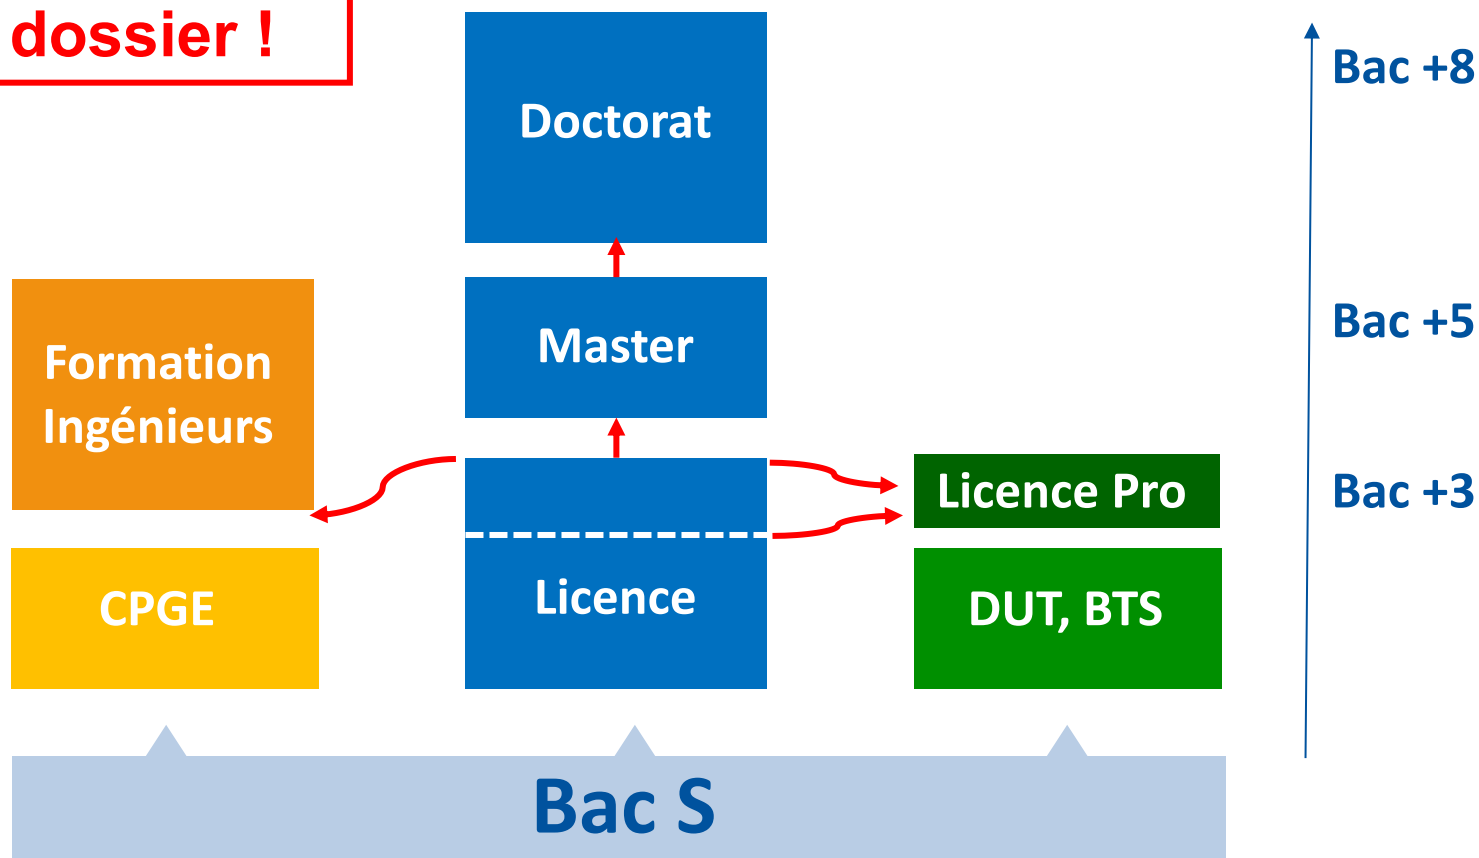 dossier !
Doctorat
Bac +8
Master
Bac +5
Formation
Ingénieurs
Licence Pro
Bac +3
CPGE
Licence
DUT, BTS
Bac S